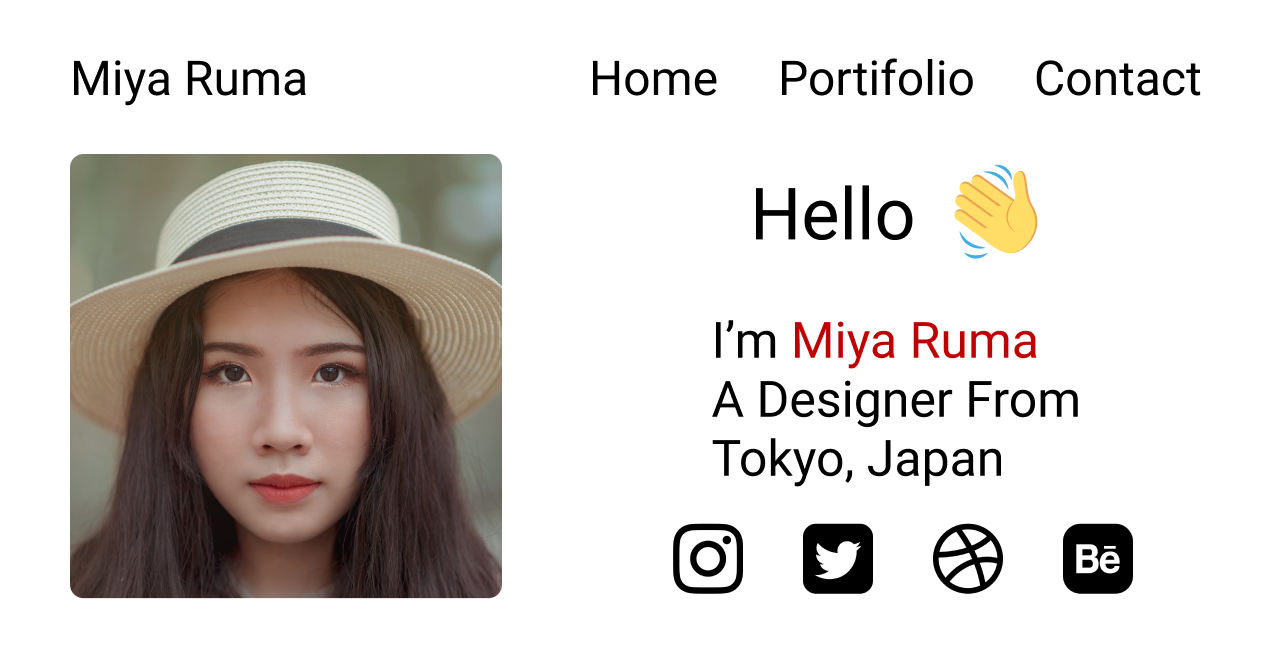 Miya Ruma
Home Portifolio Contact
Hello 👋
I’m Miya Ruma
A Designer From
Tokyo, Japan
Bē